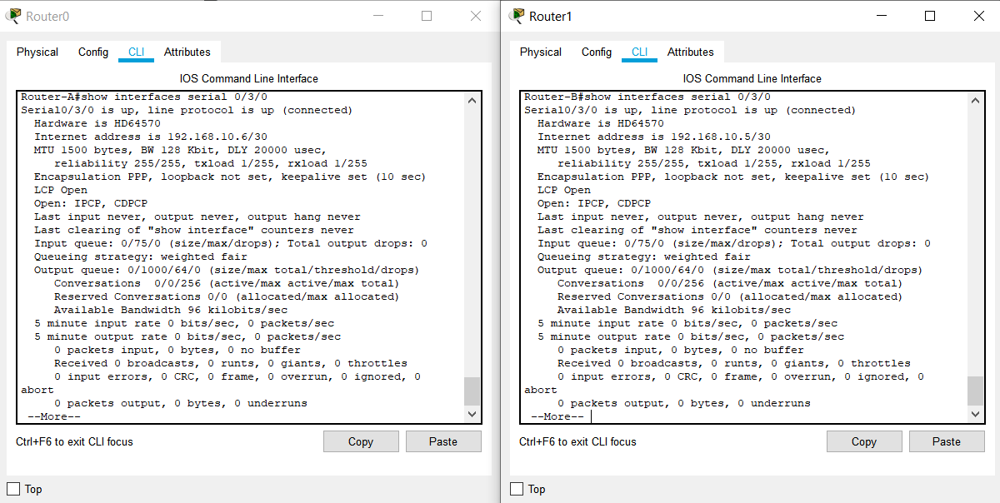 Router0
Physical Config CLI Attributes
IOS Command Line Interface
Router-A#show interfaces serial 0/3/0
Serial0/3/0 is up, line protocol is up (connected)
Hardware is HD64570
Internet address is 192.168.10.6/30
MTU 1500 bytes, BW 128 Kbit, DLY 20000 usec,
reliability 255/255, txload 1/255, rxload 1/255
Encapsulation PPP, loopback not set, keepalive set (10 sec)
LCP Open
Open: IPCP, CDPCP
Last input never, output never, output hang never
Last clearing of "show interface" counters never
Input queue: 0/75/0 (size/max/drops); Total output drops: 0
Queueing strategy: weighted fair
Output queue: 0/1000/64/0 (size/max total/threshold/drops)
Conversations  0/0/256 (active/max active/max total)
Reserved Conversations 0/0 (allocated/max allocated)
Available Bandwidth 96 kilobits/sec
5 minute input rate 0 bits/sec, 0 packets/sec
5 minute output rate 0 bits/sec, 0 packets/sec
0 packets input, 0 bytes, 0 no buffer
Received 0 broadcasts, 0 runts, 0 giants, 0 throttles
0 input errors, 0 CRC, 0 frame, 0 overrun, 0 ignored, 0
abort
0 packets output, 0 bytes, 0 underruns
--More--
Ctrl+F6 to exit CLI focus
Copy Paste
Top
Router1
Physical Config CLI Attributes
IOS Command Line Interface
Router-B#show interfaces serial 0/3/0
Serial0/3/0 is up, line protocol is up (connected)
Hardware is HD64570
Internet address is 192.168.10.5/30
MTU 1500 bytes, BW 128 Kbit, DLY 20000 usec,
reliability 255/255, txload 1/255, rxload 1/255
Encapsulation PPP, loopback not set, keepalive set (10 sec)
LCP Open
Open: IPCP, CDPCP
Last input never, output never, output hang never
Last clearing of "show interface" counters never
Input queue: 0/75/0 (size/max/drops); Total output drops: 0
Queueing strategy: weighted fair
Output queue: 0/1000/64/0 (size/max total/threshold/drops)
Conversations  0/0/256 (active/max active/max total)
Reserved Conversations 0/0 (allocated/max allocated)
Available Bandwidth 96 kilobits/sec
5 minute input rate 0 bits/sec, 0 packets/sec
5 minute output rate 0 bits/sec, 0 packets/sec
0 packets input, 0 bytes, 0 no buffer
Received 0 broadcasts, 0 runts, 0 giants, 0 throttles
0 input errors, 0 CRC, 0 frame, 0 overrun, 0 ignored, 0
abort
0 packets output, 0 bytes, 0 underruns
--More--
Ctrl+F6 to exit CLI focus
Copy Paste
Top